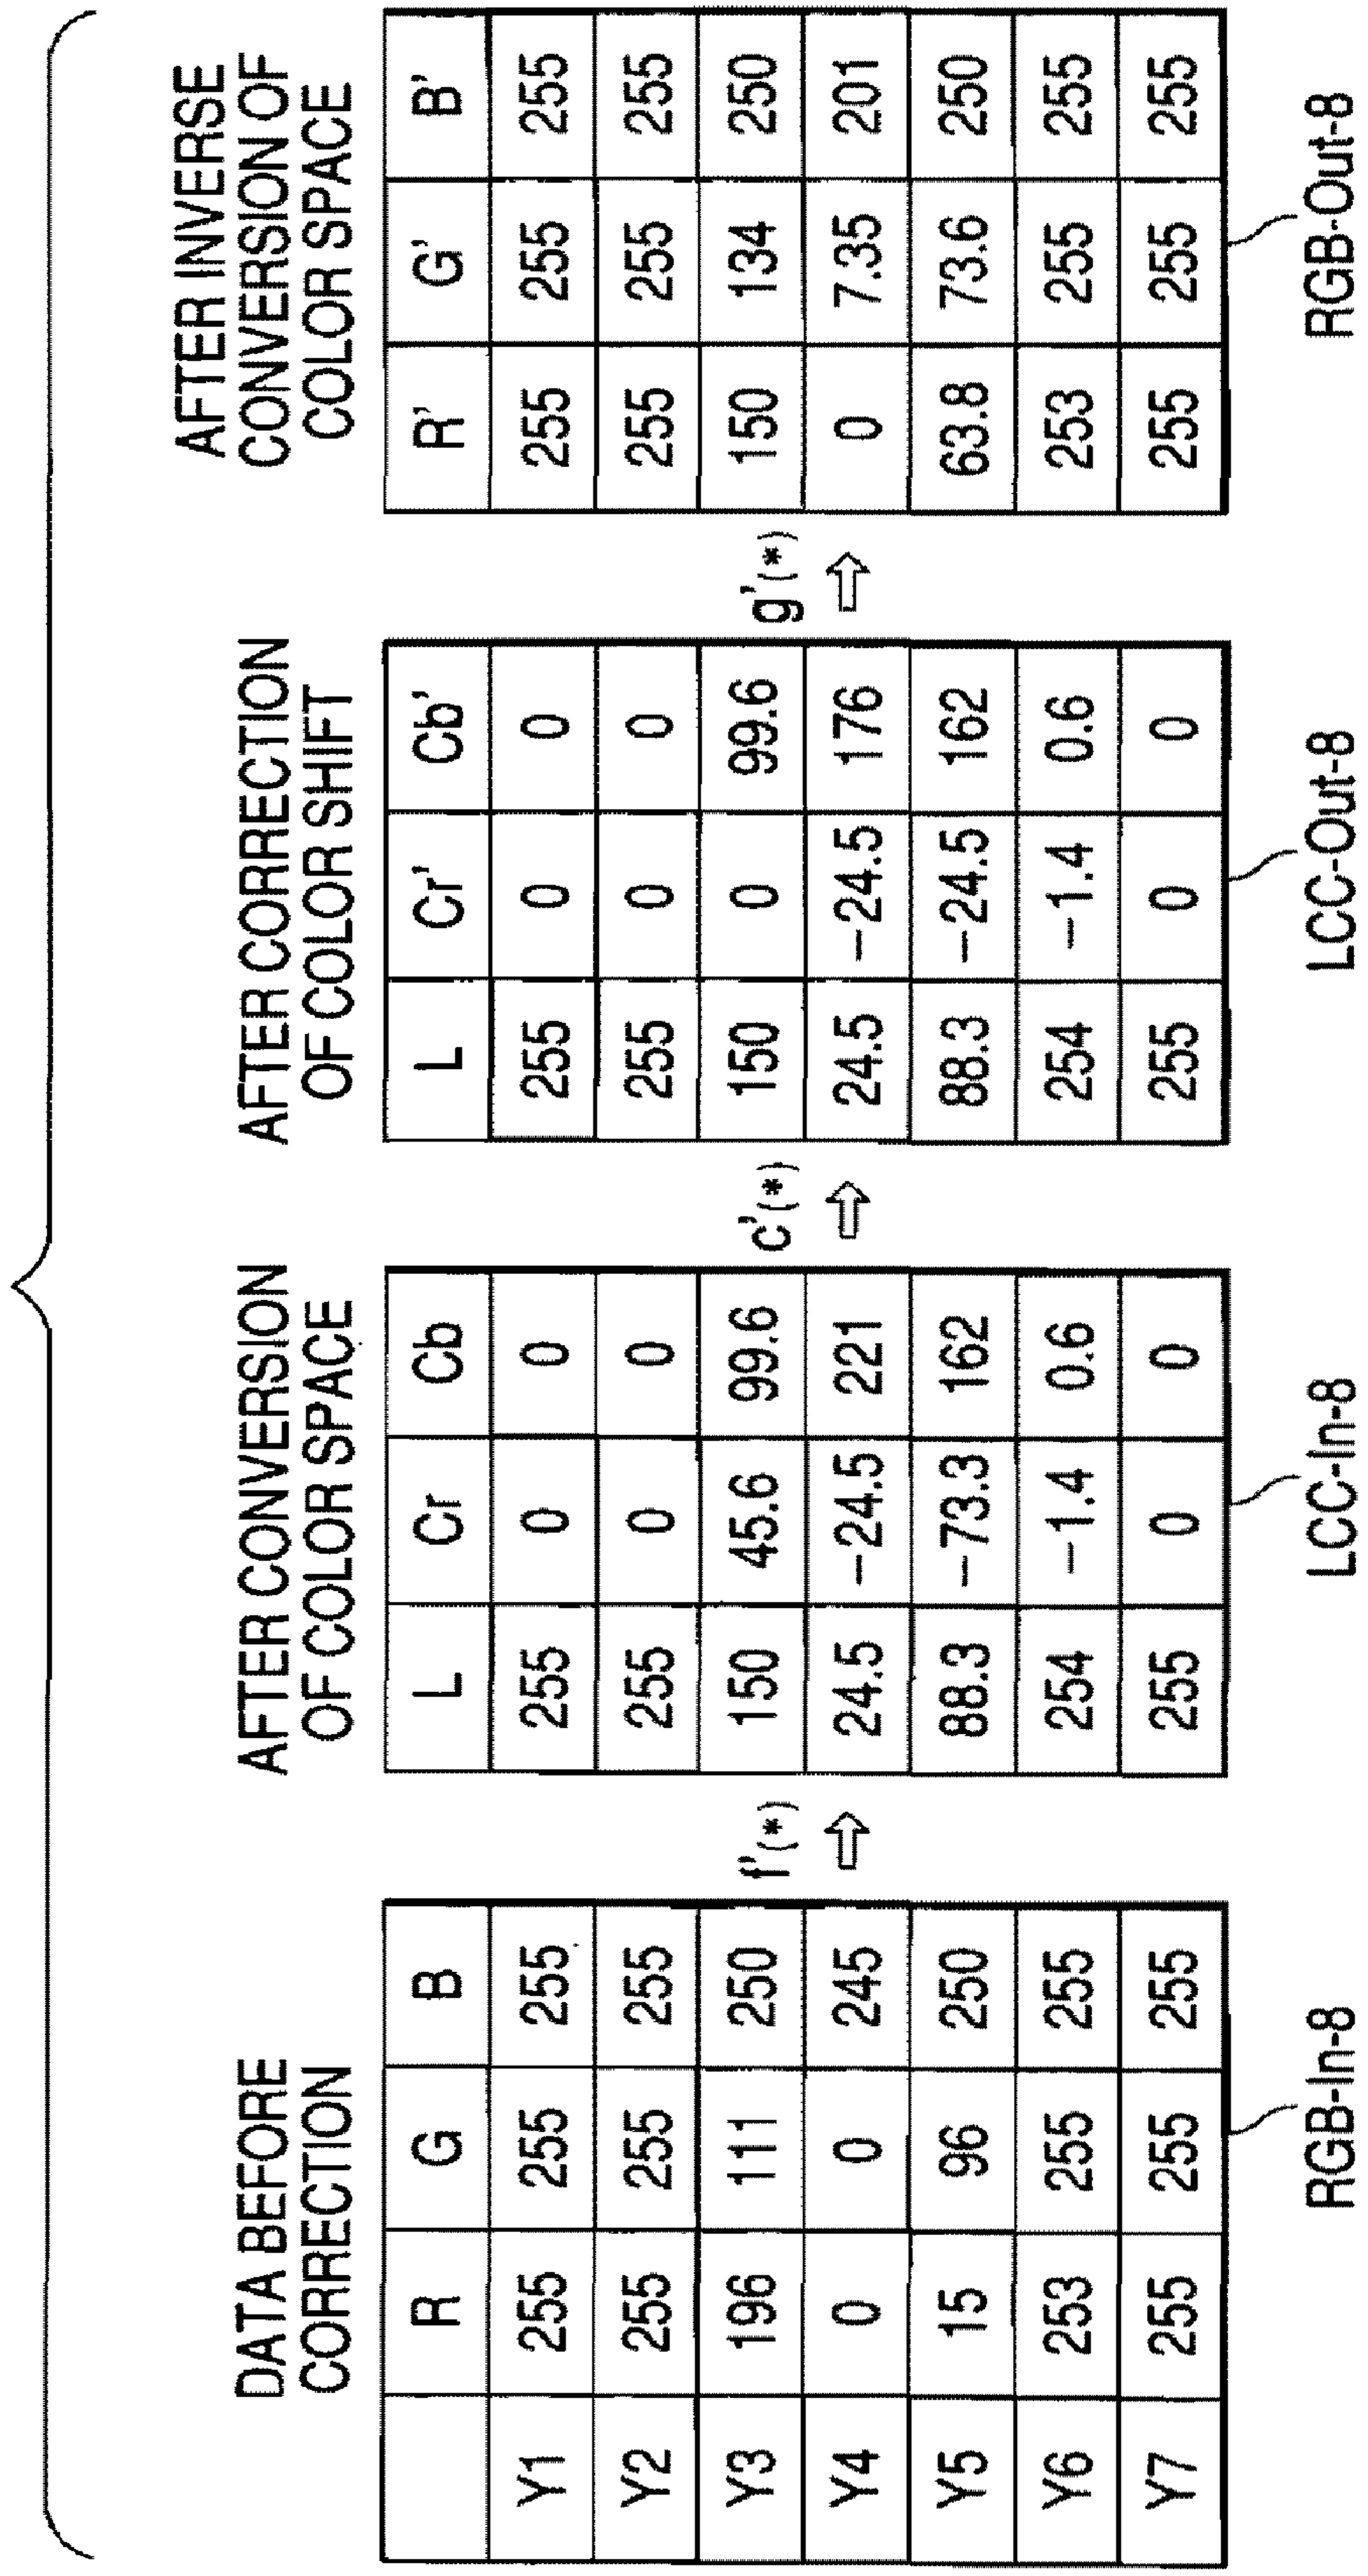 DATA BEFORE
CORRECTION
R G B
Y1 255 255 255
Y2 255 255 255
Y3 196 111 250
Y4 0 0 245
Y5 15 96 250
Y6 253 255 255
Y7 255 255 255
RGB-In-8
f'(*)
⇨
AFTER CONVERSION
OF COLOR SPACE
L Cr Cb
255 0 0
255 0 0
150 45.6 99.6
24.5 −24.5 221
88.3 −73.3 162
254 −1.4 0.6
255 0 0
LCC-In-8
c'(*)
⇨
AFTER CORRECTION
OF COLOR SHIFT
L Cr' Cb'
255 0 0
255 0 0
150 0 99.6
24.5 −24.5 176
88.3 −24.5 162
254 −1.4 0.6
255 0 0
LCC-Out-8
g'(*)
⇨
AFTER INVERSE
CONVERSION OF
COLOR SPACE
R' G' B'
255 255 255
255 255 255
150 134 250
0 7.35 201
63.8 73.6 250
253 255 255
255 255 255
RGB-Out-8